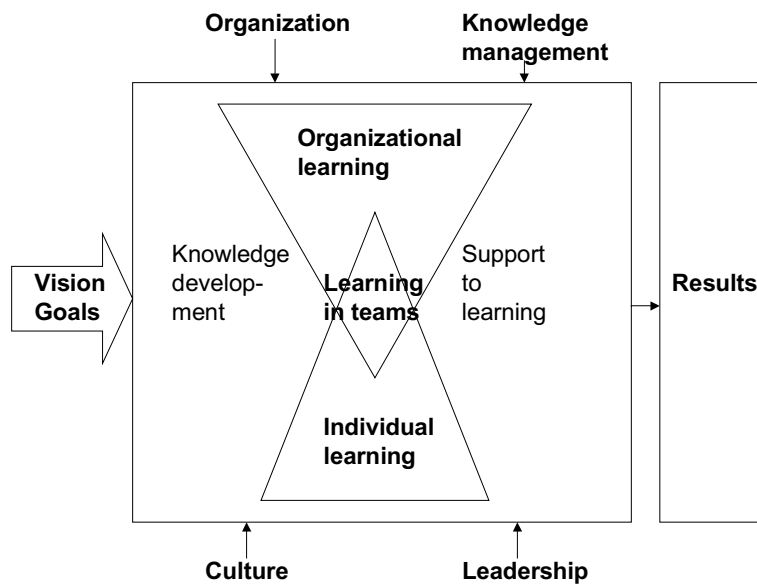 Organization
Knowledge
management
Organizational
learning
Vision
Goals
Knowledge
develop-
ment
Learning
in teams
Support
to
learning
Results
Individual
learning
Culture
Leadership